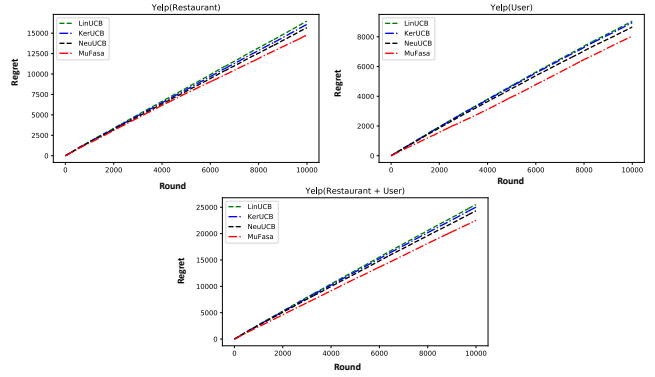 Yelp(Restaurant)
LinUCB
KerUCB
NeuUCB
MuFasa
15000
12500
10000
7500
5000
2500
0
Regret
0 2000 4000 6000 8000 10000
Round
Yelp(User)
LinUCB
KerUCB
NeuUCB
MuFasa
8000
6000
4000
2000
0
Regret
0 2000 4000 6000 8000 10000
Round
Yelp(Restaurant + User)
LinUCB
KerUCB
NeuUCB
MuFasa
25000
20000
15000
10000
5000
0
Regret
0 2000 4000 6000 8000 10000
Round